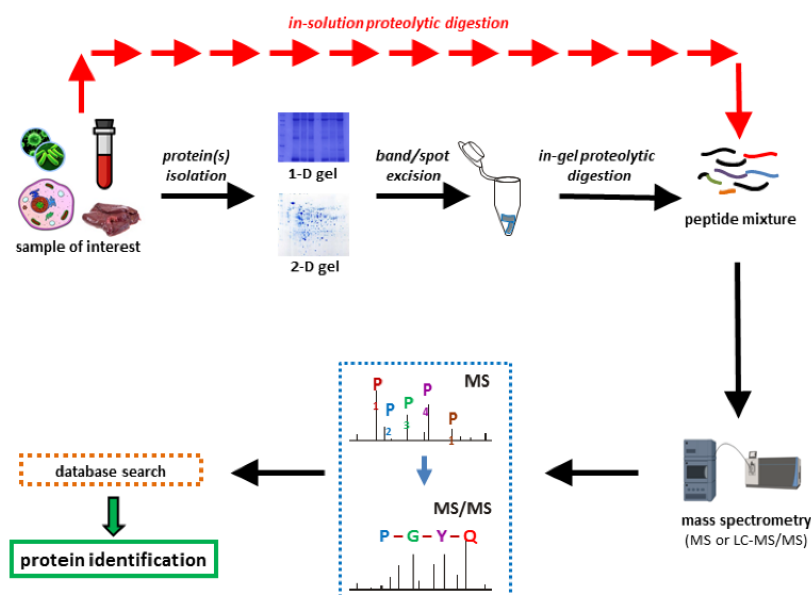 in-solution proteolytic digestion
protein(s)
isolation
1-D gel
2-D gel
band/spot
excision
in-gel proteolytic
digestion
sample of interest
peptide mixture
MS
P
1
P
2
P
3
P
4
P
1
MS/MS
P – G – Y – Q
database search
protein identification
mass spectrometry
(MS or LC-MS/MS)